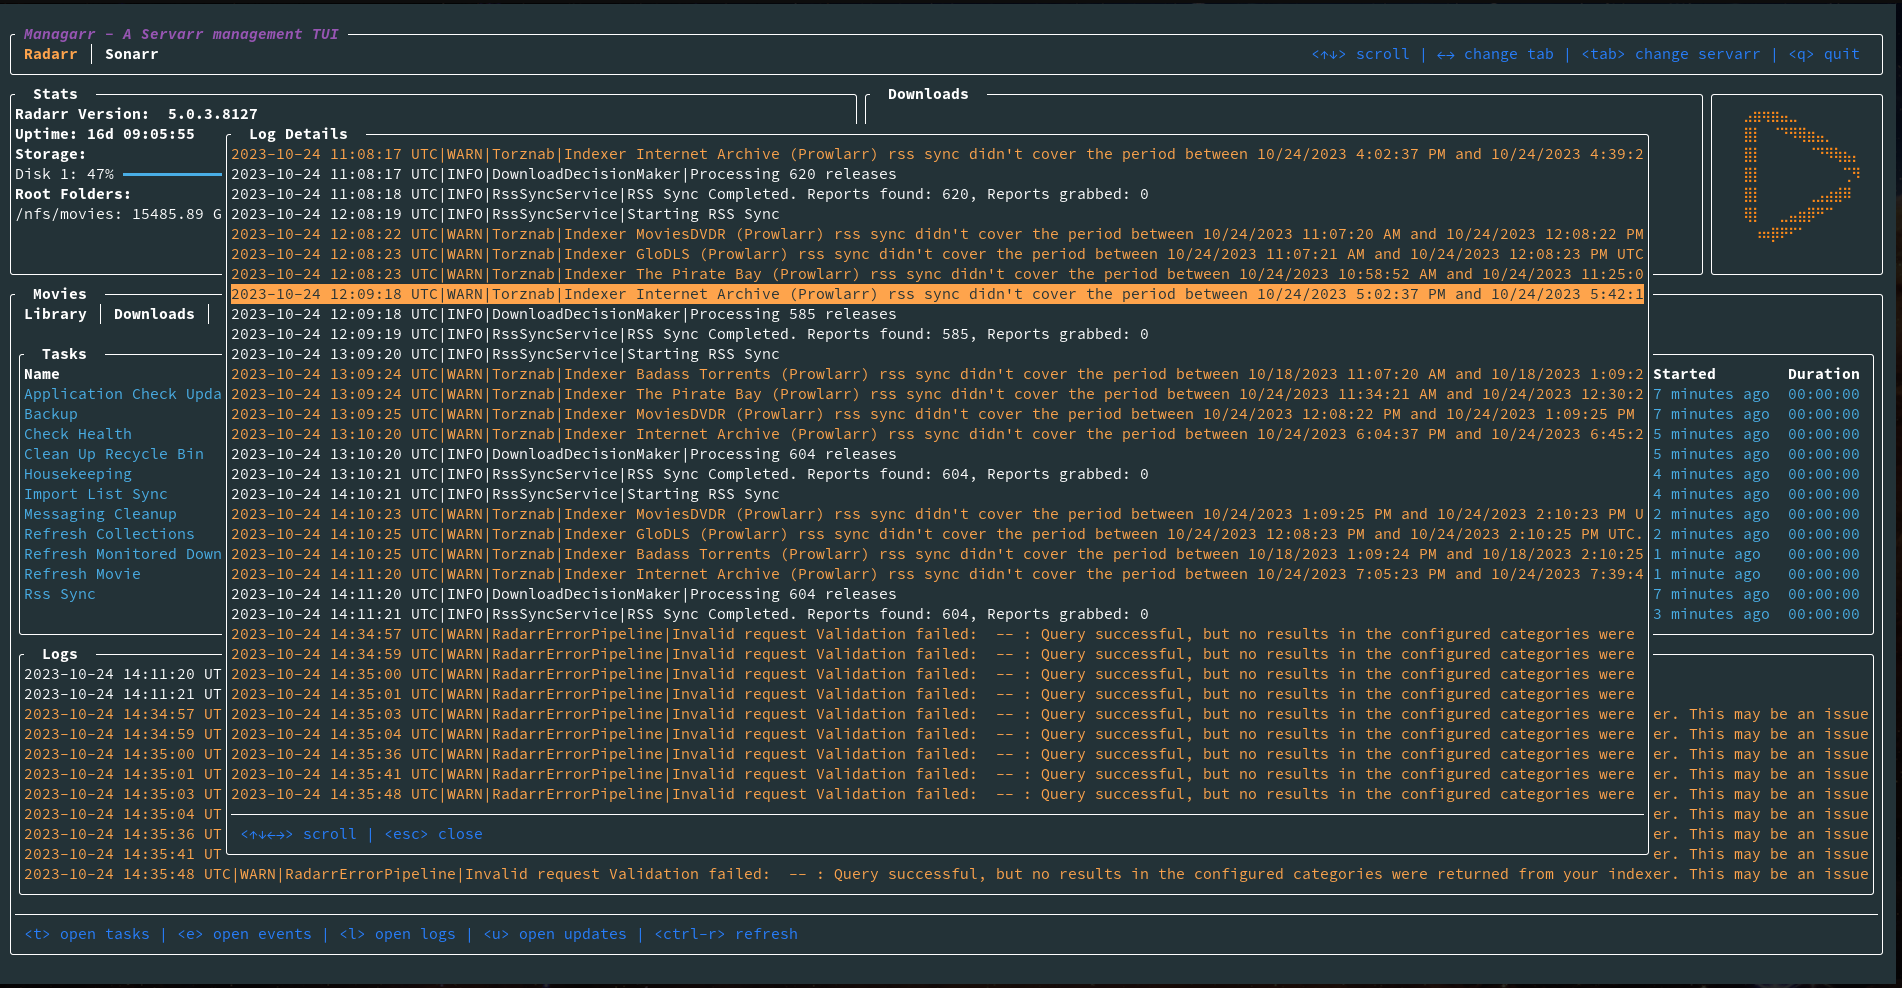 Managarr - A Servarr management TUI
Radarr | Sonarr
<↑↓> scroll | ←→ change tab | <tab> change servarr | <q> quit
Stats
Radarr Version:  5.0.3.8127
Uptime: 16d 09:05:55
Storage:
Disk 1: 47%
Root Folders:
/nfs/movies: 15485.89 G
Downloads
Log Details
2023-10-24 11:08:17 UTC|WARN|Torznab|Indexer Internet Archive (Prowlarr) rss sync didn't cover the period between 10/24/2023 4:02:37 PM and 10/24/2023 4:39:2
2023-10-24 11:08:17 UTC|INFO|DownloadDecisionMaker|Processing 620 releases
2023-10-24 11:08:18 UTC|INFO|RssSyncService|RSS Sync Completed. Reports found: 620, Reports grabbed: 0
2023-10-24 12:08:19 UTC|INFO|RssSyncService|Starting RSS Sync
2023-10-24 12:08:22 UTC|WARN|Torznab|Indexer MoviesDVDR (Prowlarr) rss sync didn't cover the period between 10/24/2023 11:07:20 AM and 10/24/2023 12:08:22 PM
2023-10-24 12:08:23 UTC|WARN|Torznab|Indexer GloDLS (Prowlarr) rss sync didn't cover the period between 10/24/2023 11:07:21 AM and 10/24/2023 12:08:23 PM UTC
2023-10-24 12:08:23 UTC|WARN|Torznab|Indexer The Pirate Bay (Prowlarr) rss sync didn't cover the period between 10/24/2023 10:58:52 AM and 10/24/2023 11:25:0
2023-10-24 12:09:18 UTC|WARN|Torznab|Indexer Internet Archive (Prowlarr) rss sync didn't cover the period between 10/24/2023 5:02:37 PM and 10/24/2023 5:42:1
2023-10-24 12:09:18 UTC|INFO|DownloadDecisionMaker|Processing 585 releases
2023-10-24 12:09:19 UTC|INFO|RssSyncService|RSS Sync Completed. Reports found: 585, Reports grabbed: 0
2023-10-24 13:09:20 UTC|INFO|RssSyncService|Starting RSS Sync
2023-10-24 13:09:24 UTC|WARN|Torznab|Indexer Badass Torrents (Prowlarr) rss sync didn't cover the period between 10/18/2023 11:07:20 AM and 10/18/2023 1:09:2
2023-10-24 13:09:24 UTC|WARN|Torznab|Indexer The Pirate Bay (Prowlarr) rss sync didn't cover the period between 10/24/2023 11:34:21 AM and 10/24/2023 12:30:2
2023-10-24 13:09:25 UTC|WARN|Torznab|Indexer MoviesDVDR (Prowlarr) rss sync didn't cover the period between 10/24/2023 12:08:22 PM and 10/24/2023 1:09:25 PM
2023-10-24 13:10:20 UTC|WARN|Torznab|Indexer Internet Archive (Prowlarr) rss sync didn't cover the period between 10/24/2023 6:04:37 PM and 10/24/2023 6:45:2
2023-10-24 13:10:20 UTC|INFO|DownloadDecisionMaker|Processing 604 releases
2023-10-24 13:10:21 UTC|INFO|RssSyncService|RSS Sync Completed. Reports found: 604, Reports grabbed: 0
2023-10-24 14:10:21 UTC|INFO|RssSyncService|Starting RSS Sync
2023-10-24 14:10:23 UTC|WARN|Torznab|Indexer MoviesDVDR (Prowlarr) rss sync didn't cover the period between 10/24/2023 1:09:25 PM and 10/24/2023 2:10:23 PM U
2023-10-24 14:10:25 UTC|WARN|Torznab|Indexer GloDLS (Prowlarr) rss sync didn't cover the period between 10/24/2023 12:08:23 PM and 10/24/2023 2:10:25 PM UTC.
2023-10-24 14:10:25 UTC|WARN|Torznab|Indexer Badass Torrents (Prowlarr) rss sync didn't cover the period between 10/18/2023 1:09:24 PM and 10/18/2023 2:10:25
2023-10-24 14:11:20 UTC|WARN|Torznab|Indexer Internet Archive (Prowlarr) rss sync didn't cover the period between 10/24/2023 7:05:23 PM and 10/24/2023 7:39:4
2023-10-24 14:11:20 UTC|INFO|DownloadDecisionMaker|Processing 604 releases
2023-10-24 14:11:21 UTC|INFO|RssSyncService|RSS Sync Completed. Reports found: 604, Reports grabbed: 0
2023-10-24 14:34:57 UTC|WARN|RadarrErrorPipeline|Invalid request Validation failed:  -- : Query successful, but no results in the configured categories were
2023-10-24 14:34:59 UTC|WARN|RadarrErrorPipeline|Invalid request Validation failed:  -- : Query successful, but no results in the configured categories were
2023-10-24 14:35:00 UTC|WARN|RadarrErrorPipeline|Invalid request Validation failed:  -- : Query successful, but no results in the configured categories were
2023-10-24 14:35:01 UTC|WARN|RadarrErrorPipeline|Invalid request Validation failed:  -- : Query successful, but no results in the configured categories were
2023-10-24 14:35:03 UTC|WARN|RadarrErrorPipeline|Invalid request Validation failed:  -- : Query successful, but no results in the configured categories were
2023-10-24 14:35:04 UTC|WARN|RadarrErrorPipeline|Invalid request Validation failed:  -- : Query successful, but no results in the configured categories were
2023-10-24 14:35:36 UTC|WARN|RadarrErrorPipeline|Invalid request Validation failed:  -- : Query successful, but no results in the configured categories were
2023-10-24 14:35:41 UTC|WARN|RadarrErrorPipeline|Invalid request Validation failed:  -- : Query successful, but no results in the configured categories were
2023-10-24 14:35:48 UTC|WARN|RadarrErrorPipeline|Invalid request Validation failed:  -- : Query successful, but no results in the configured categories were
<↑↓←→> scroll | <esc> close
Movies
Library | Downloads |
Tasks
Name
Application Check Upda
Backup
Check Health
Clean Up Recycle Bin
Housekeeping
Import List Sync
Messaging Cleanup
Refresh Collections
Refresh Monitored Down
Refresh Movie
Rss Sync
Started Duration
7 minutes ago 00:00:00
7 minutes ago 00:00:00
5 minutes ago 00:00:00
5 minutes ago 00:00:00
4 minutes ago 00:00:00
4 minutes ago 00:00:00
2 minutes ago 00:00:00
2 minutes ago 00:00:00
1 minute ago 00:00:00
1 minute ago 00:00:00
7 minutes ago 00:00:00
3 minutes ago 00:00:00
Logs
2023-10-24 14:11:20 UT
2023-10-24 14:11:21 UT
2023-10-24 14:34:57 UT er. This may be an issue
2023-10-24 14:34:59 UT er. This may be an issue
2023-10-24 14:35:00 UT er. This may be an issue
2023-10-24 14:35:01 UT er. This may be an issue
2023-10-24 14:35:03 UT er. This may be an issue
2023-10-24 14:35:04 UT er. This may be an issue
2023-10-24 14:35:36 UT er. This may be an issue
2023-10-24 14:35:41 UT er. This may be an issue
2023-10-24 14:35:48 UTC|WARN|RadarrErrorPipeline|Invalid request Validation failed:  -- : Query successful, but no results in the configured categories were returned from your indexer. This may be an issue
<t> open tasks | <e> open events | <l> open logs | <u> open updates | <ctrl-r> refresh